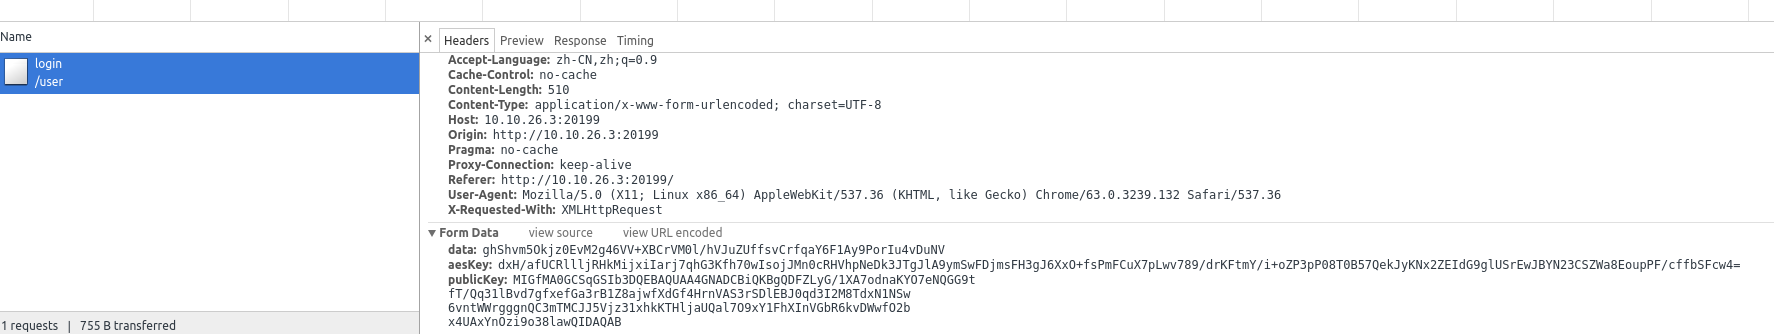 Name
login
/user
1 requests | 755 B transferred
× Headers Preview Response Timing
Accept-Language: zh-CN,zh;q=0.9
Cache-Control: no-cache
Content-Length: 510
Content-Type: application/x-www-form-urlencoded; charset=UTF-8
Host: 10.10.26.3:20199
Origin: http://10.10.26.3:20199
Pragma: no-cache
Proxy-Connection: keep-alive
Referer: http://10.10.26.3:20199/
User-Agent: Mozilla/5.0 (X11; Linux x86_64) AppleWebKit/537.36 (KHTML, like Gecko) Chrome/63.0.3239.132 Safari/537.36
X-Requested-With: XMLHttpRequest
▼ Form Data view source view URL encoded
data: ghShvm5Okjz0EvM2g46VV+XBCrVM0l/hVJuZUffsvCrfqaY6F1Ay9PorIu4vDuNV
aesKey: dxH/afUCRllljRHkMijxiIarj7qhG3Kfh70wIsojJMn0cRHVhpNeDk3JTgJlA9ymSwFDjmsFH3gJ6XxO+fsPmFCuX7pLwv789/drKFtmY/i+oZP3pP08T0B57QekJyKNx2ZEIdG9glUSrEwJBYN23CSZWa8EoupPF/cffbSFcw4=
publicKey: MIGfMA0GCSqGSIb3DQEBAQUAA4GNADCBiQKBgQDFZLyG/1XA7odnaKYO7eNQGG9t
fT/Qq31lBvd7gfxefGa3rB1Z8ajwfXdGf4HrnVAS3rSDlEBJ0qd3I2M8TdxN1NSw
6vntWWrgggnQC3mTMCJJ5Vjz31xhkKTHljaUQal7O9xY1FhXInVGbR6kvDWwfO2b
x4UAxYnOzi9o38lawQIDAQAB